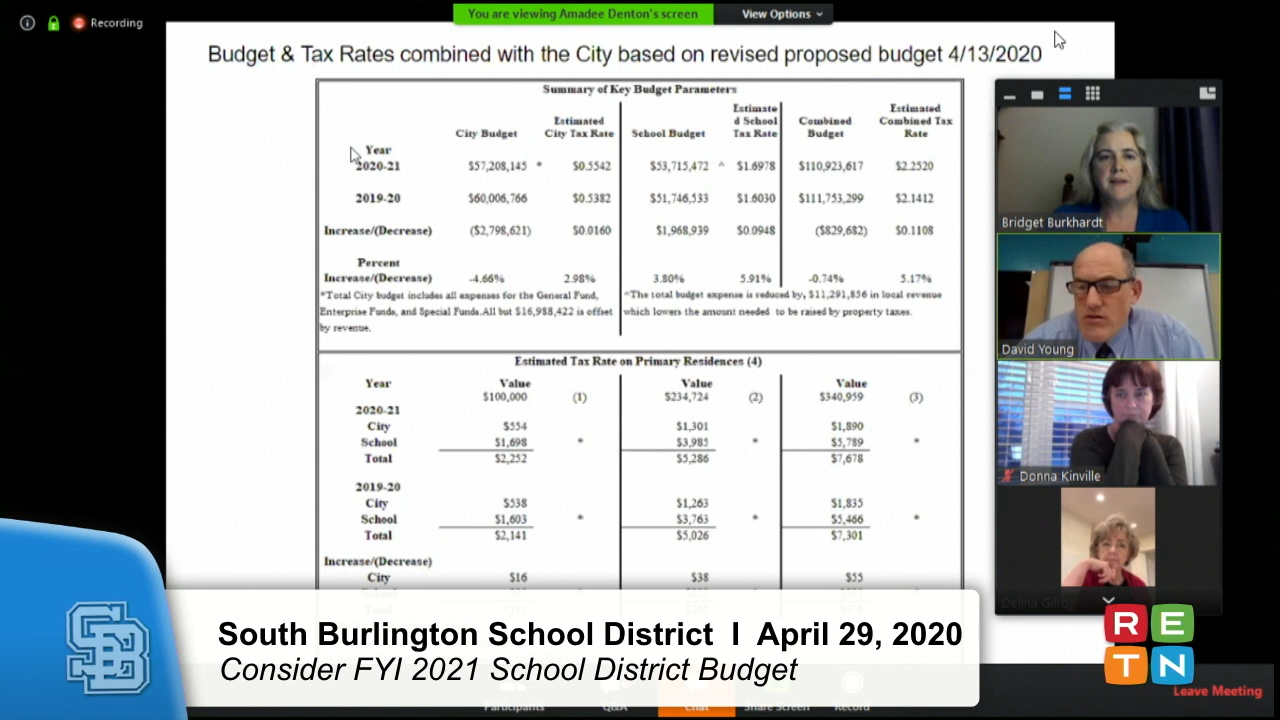 Recording
You are viewing Amadee Denton's screen
View Options
Budget & Tax Rates combined with the City based on revised proposed budget 4/13/2020
Summary of Key Budget Parameters
Year City Budget Estimated City Tax Rate School Budget Estimate d School Tax Rate Combined Budget Estimated Combined Tax Rate
2020-21 $57,208,145 * $0.5542 $53,715,472 ^ $1.6978 $110,923,617 $2.2520
2019-20 $60,006,766 $0.5382 $51,746,533 $1.6030 $111,753,299 $2.1412
Increase/(Decrease) ($2,798,621) $0.0160 $1,968,939 $0.0948 ($829,682) $0.1108
Percent
Increase/(Decrease) -4.66% 2.98% 3.80% 5.91% -0.74% 5.17%
*Total City budget includes all expenses for the General Fund,
Enterprise Funds, and Special Funds.All but $16,988,422 is offset
by revenue.
^The total budget expense is reduced by, $11,291,856 in local revenue
which lowers the amount needed to be raised by property taxes.
Estimated Tax Rate on Primary Residences (4)
Year Value Value Value
$100,000 (1) $234,724 (2) $340,959 (3)
2020-21
City $554 $1,301 $1,890
School $1,698 * $3,985 * $5,789 *
Total $2,252 $5,286 $7,678
2019-20
City $538 $1,263 $1,835
School $1,603 * $3,763 * $5,466 *
Total $2,141 $5,026 $7,301
Increase/(Decrease)
City $16 $38 $55
Bridget Burkhardt
David Young
Donna Kinville
SB
South Burlington School District I April 29, 2020
Consider FYI 2021 School District Budget
RE
TN
Leave Meeting
Participants Q&A Chat Share Screen Record